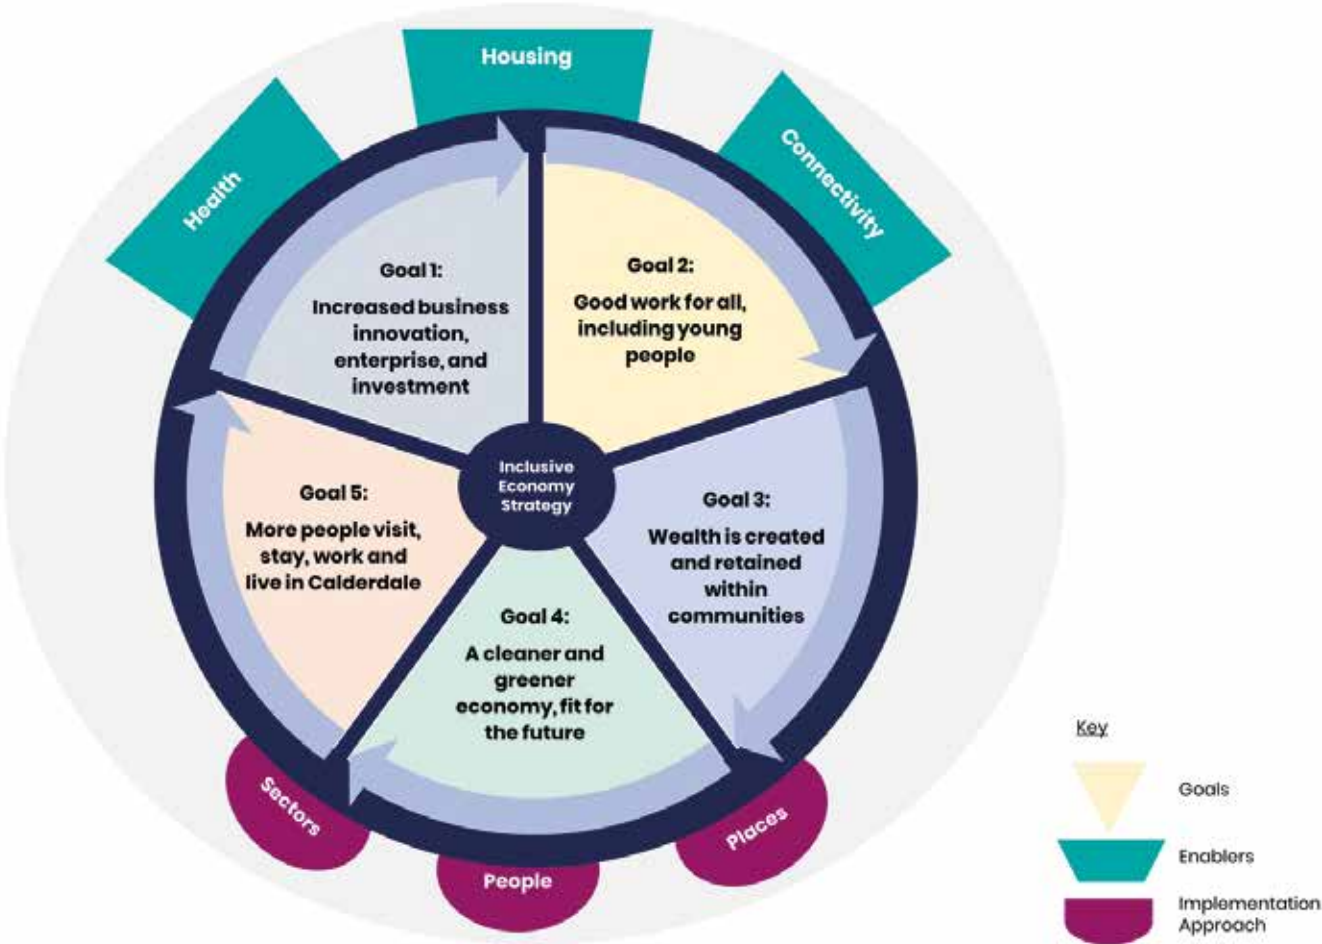 Housing
Health
Connectivity
Goal 1:
Increased business
innovation,
enterprise, and
investment
Goal 2:
Good work for all,
including young
people
Inclusive
Economy
Strategy
Goal 5:
More people visit,
stay, work and
live in Calderdale
Goal 3:
Wealth is created
and retained
within
communities
Goal 4:
A cleaner and
greener
economy, fit for
the future
Sectors
People
Places
Key
Goals
Enablers
Implementation
Approach